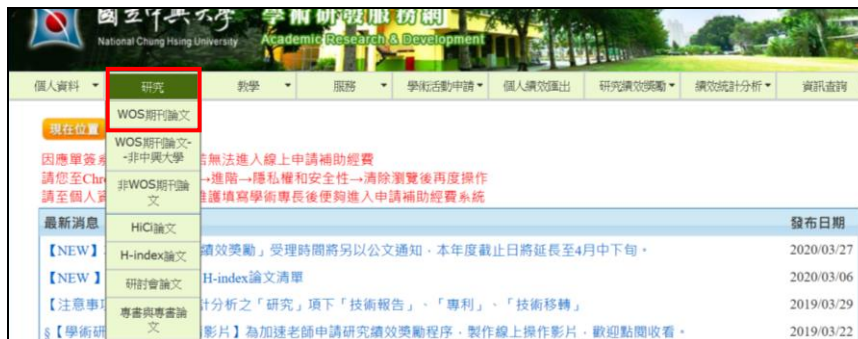 國立中興大學 學術研發服務網
National Chung Hsing University Academic Research & Development
個人資料 研究 教學 服務 學術活動申請 個人績效匯出 研究績效獎勵 績效統計分析 資訊查詢
WOS期刊論文
現在位置
WOS期刊論文-
-非中興大學
因應單簽 若無法進入線上申請補助經費
請您至Chr →進階→隱私權和安全性→清除瀏覽後再度操作
非WOS期刊論
文
請至個人資 維護填寫學術專長後便夠進入申請補助經費系統
最新消息 發布日期
HiCi論文
【NEW】 績效獎勵」受理時間將另以公文通知，本年度截止日將延長至4月中下旬。 2020/03/27
H-index論文
【NEW 】 H-index論文清單 2020/03/06
研討會論文
【注意事 計分析之「研究」項下「技術報告」、「專利」、「技術移轉」 2019/03/29
專書與專書論
文
§【學術研 影片】為加速老師申請研究績效獎勵程序，製作線上操作影片，歡迎點閱收看。 2019/03/22